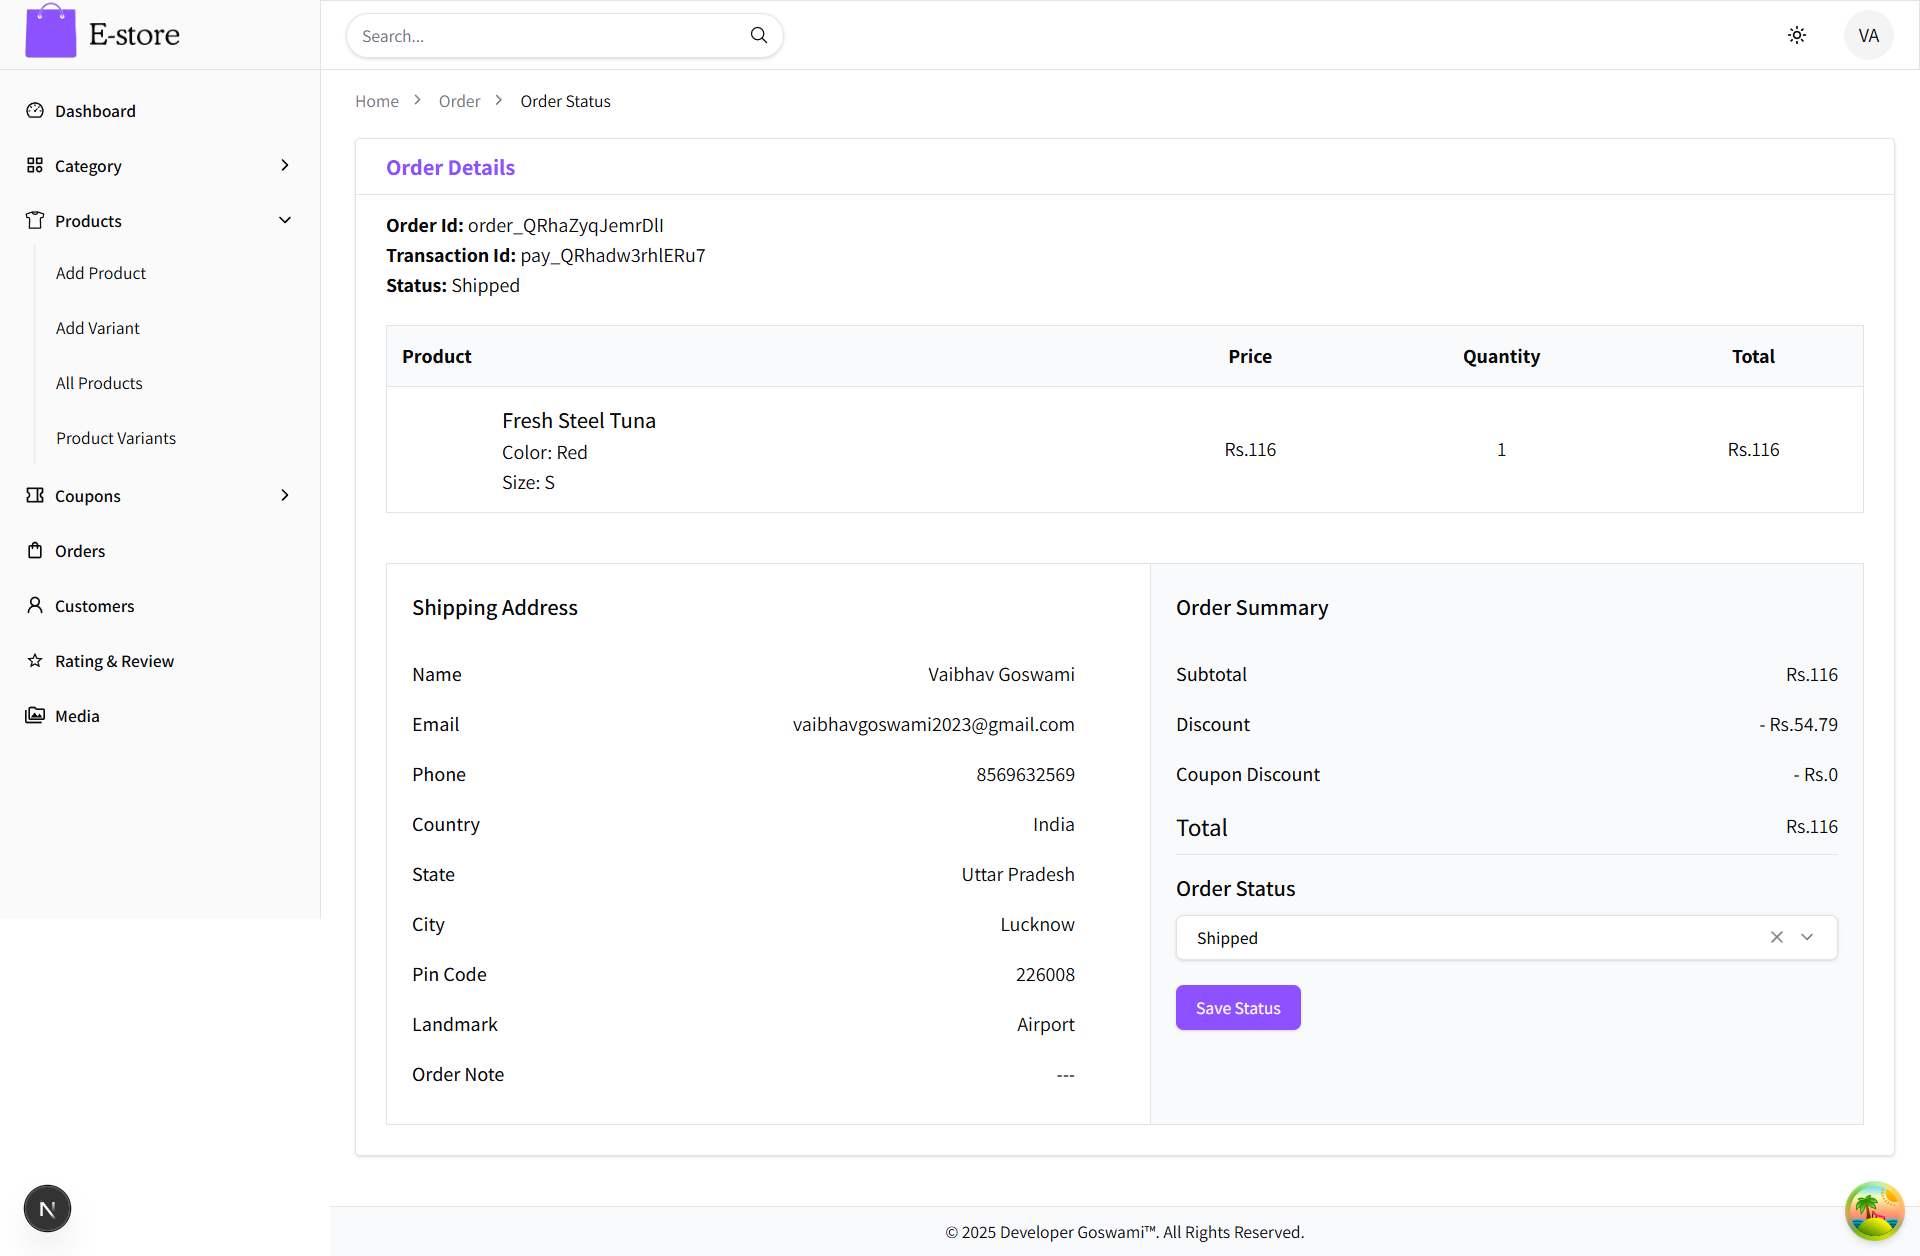 E-store
Search...
VA
Dashboard
Category
Products
Add Product
Add Variant
All Products
Product Variants
Coupons
Orders
Customers
Rating & Review
Media
Home > Order > Order Status
Order Details
Order Id: order_QRhaZyqJemrDlI
Transaction Id: pay_QRhadw3rhlERu7
Status: Shipped
Product Price Quantity Total
Fresh Steel Tuna
Color: Red
Size: S
Rs.116 1 Rs.116
Shipping Address
Name Vaibhav Goswami
Email vaibhavgoswami2023@gmail.com
Phone 8569632569
Country India
State Uttar Pradesh
City Lucknow
Pin Code 226008
Landmark Airport
Order Note ---
Order Summary
Subtotal Rs.116
Discount - Rs.54.79
Coupon Discount - Rs.0
Total Rs.116
Order Status
Shipped
Save Status
N
© 2025 Developer Goswami™. All Rights Reserved.